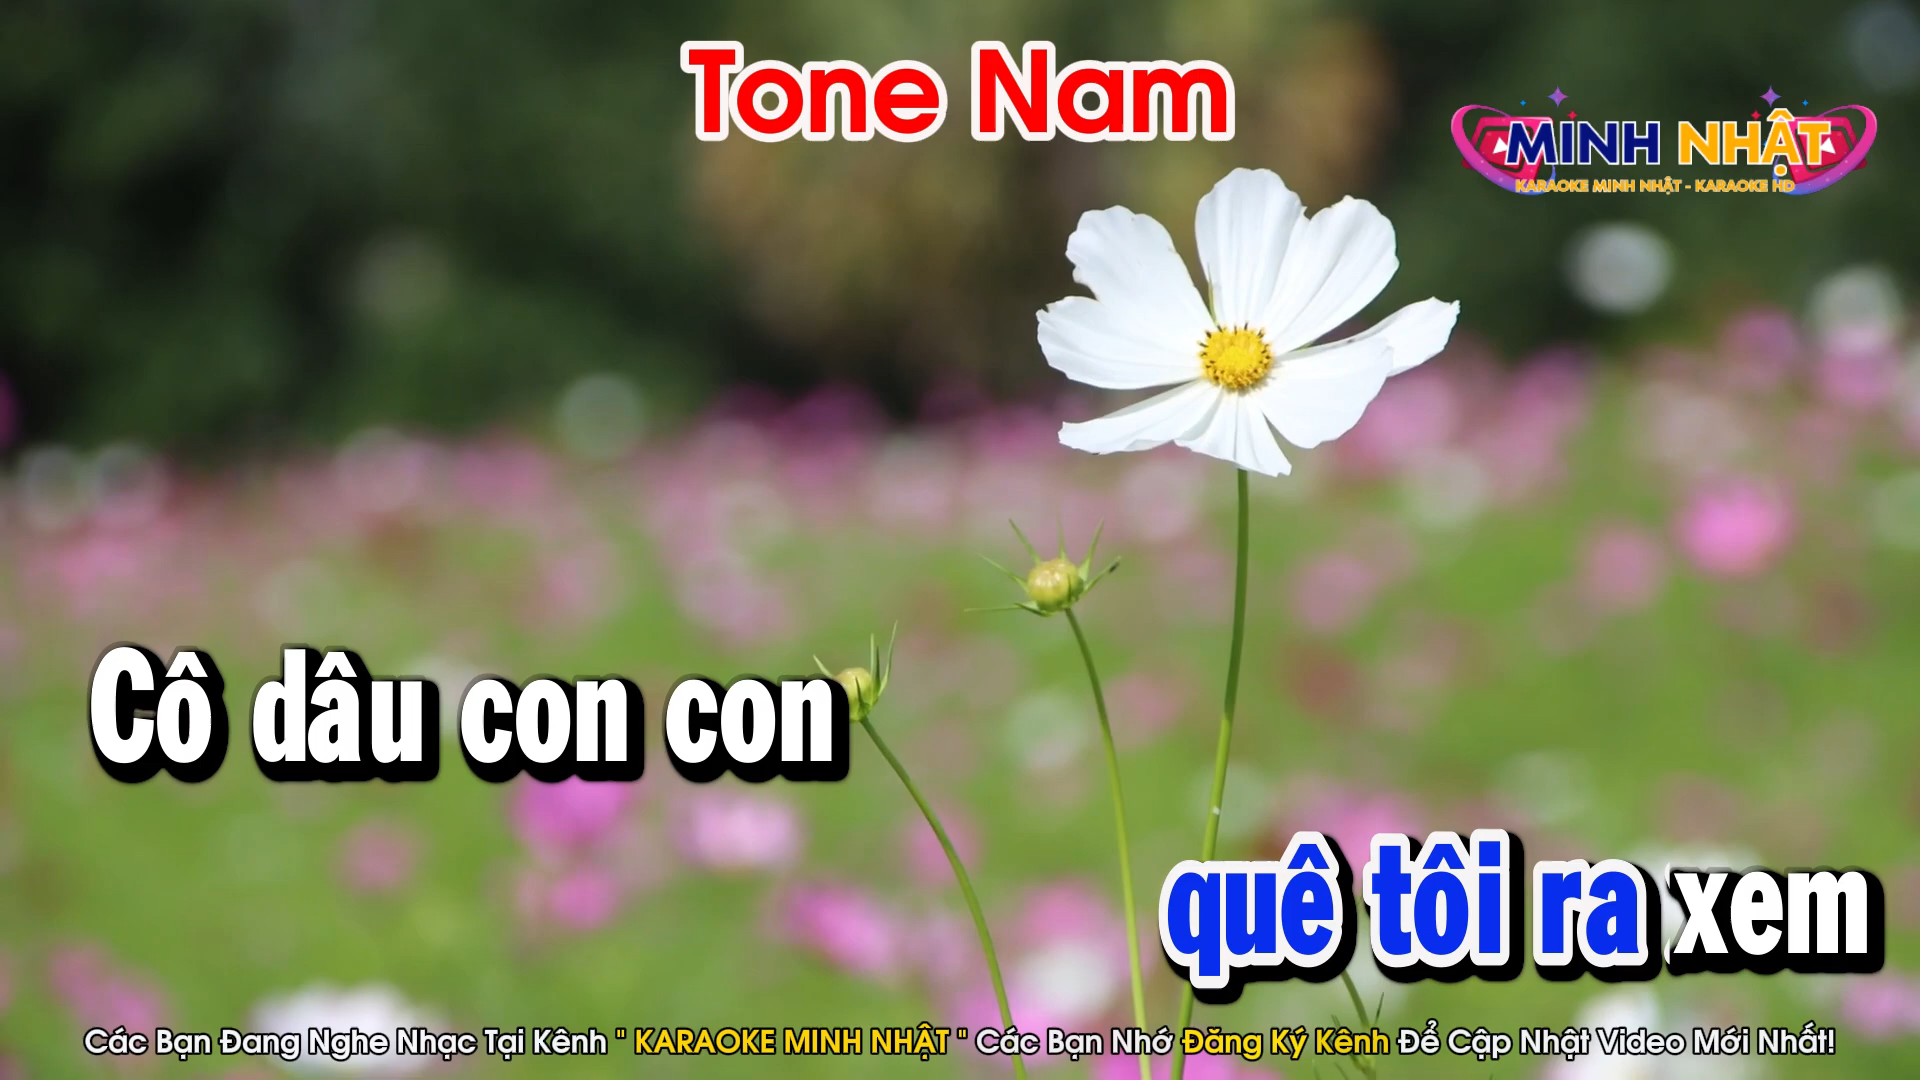 Tone Nam
MINH NHẬT
KARAOKE MINH NHẬT - KARAOKE HD
Cô dâu con con
quê tôi ra xem
Các Bạn Đang Nghe Nhạc Tại Kênh " KARAOKE MINH NHẬT " Các Bạn Nhớ Đăng Ký Kênh Để Cập Nhật Video Mới Nhất!